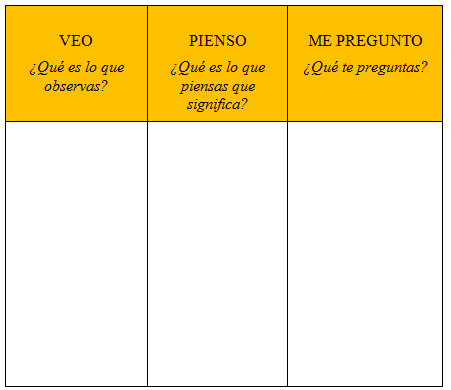 VEO
¿Qué es lo que
observas?
PIENSO
¿Qué es lo que
piensas que
significa?
ME PREGUNTO
¿Qué te preguntas?